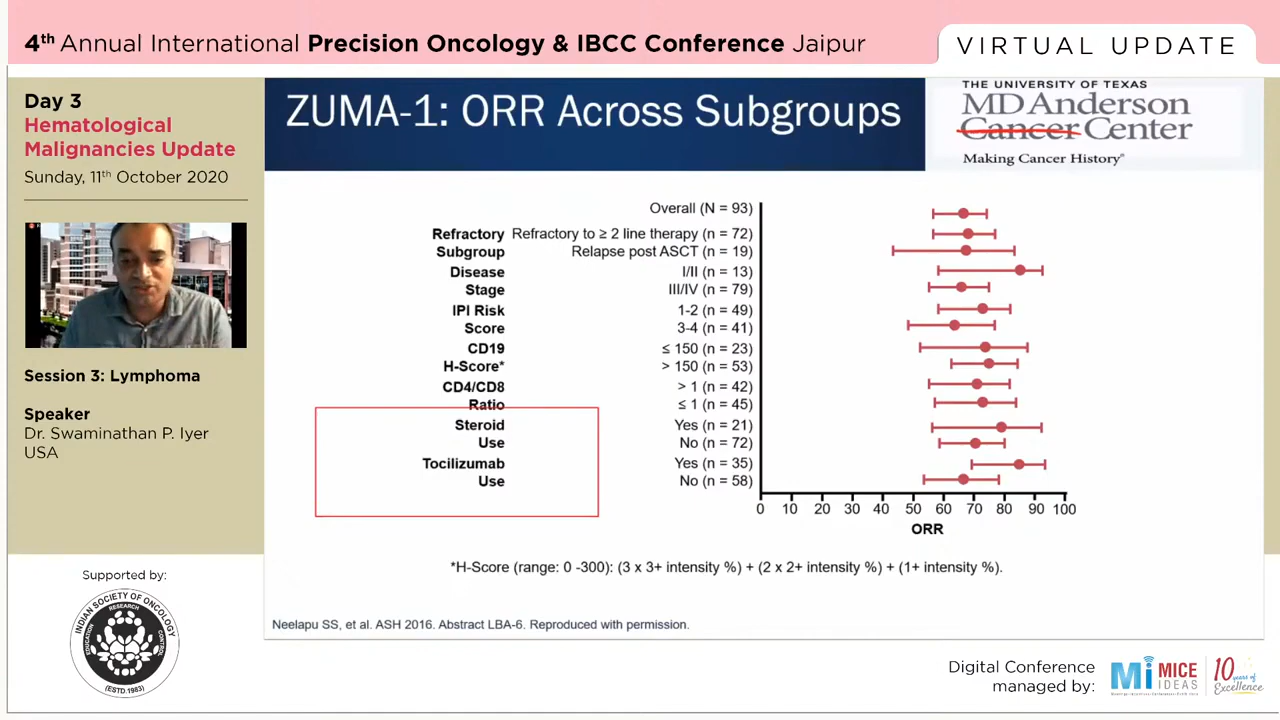 4th Annual International Precision Oncology & IBCC Conference Jaipur
VIRTUAL UPDATE
Day 3
Hematological
Malignancies Update
Sunday, 11th October 2020
Session 3: Lymphoma
Speaker
Dr. Swaminathan P. Iyer
USA
Supported by:
INDIAN SOCIETY OF ONCOLOGY
EDUCATION
RESEARCH
CONTROL
(ESTD.1983)
ZUMA-1: ORR Across Subgroups
THE UNIVERSITY OF TEXAS
MD Anderson
Cancer Center
Making Cancer History®
Overall (N = 93)
Refractory Refractory to ≥ 2 line therapy (n = 72)
Subgroup Relapse post ASCT (n = 19)
Disease I/II (n = 13)
Stage III/IV (n = 79)
IPI Risk 1-2 (n = 49)
Score 3-4 (n = 41)
CD19 ≤ 150 (n = 23)
H-Score* > 150 (n = 53)
CD4/CD8 > 1 (n = 42)
Ratio ≤ 1 (n = 45)
Steroid Yes (n = 21)
Use No (n = 72)
Tocilizumab Yes (n = 35)
Use No (n = 58)
0 10 20 30 40 50 60 70 80 90 100
ORR
*H-Score (range: 0 -300): (3 x 3+ intensity %) + (2 x 2+ intensity %) + (1+ intensity %).
Neelapu SS, et al. ASH 2016. Abstract LBA-6. Reproduced with permission.
Digital Conference
managed by:
Mi MICE
IDEAS
10 years of
Excellence